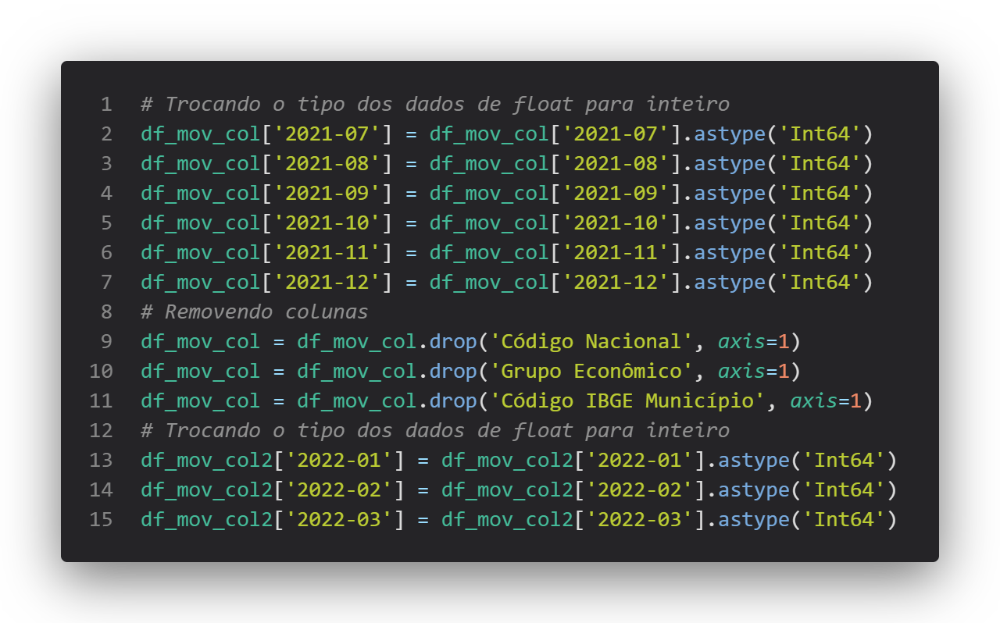 1 # Trocando o tipo dos dados de float para inteiro
2 df_mov_col['2021-07'] = df_mov_col['2021-07'].astype('Int64')
3 df_mov_col['2021-08'] = df_mov_col['2021-08'].astype('Int64')
4 df_mov_col['2021-09'] = df_mov_col['2021-09'].astype('Int64')
5 df_mov_col['2021-10'] = df_mov_col['2021-10'].astype('Int64')
6 df_mov_col['2021-11'] = df_mov_col['2021-11'].astype('Int64')
7 df_mov_col['2021-12'] = df_mov_col['2021-12'].astype('Int64')
8 # Removendo colunas
9 df_mov_col = df_mov_col.drop('Código Nacional', axis=1)
10 df_mov_col = df_mov_col.drop('Grupo Econômico', axis=1)
11 df_mov_col = df_mov_col.drop('Código IBGE Município', axis=1)
12 # Trocando o tipo dos dados de float para inteiro
13 df_mov_col2['2022-01'] = df_mov_col2['2022-01'].astype('Int64')
14 df_mov_col2['2022-02'] = df_mov_col2['2022-02'].astype('Int64')
15 df_mov_col2['2022-03'] = df_mov_col2['2022-03'].astype('Int64')